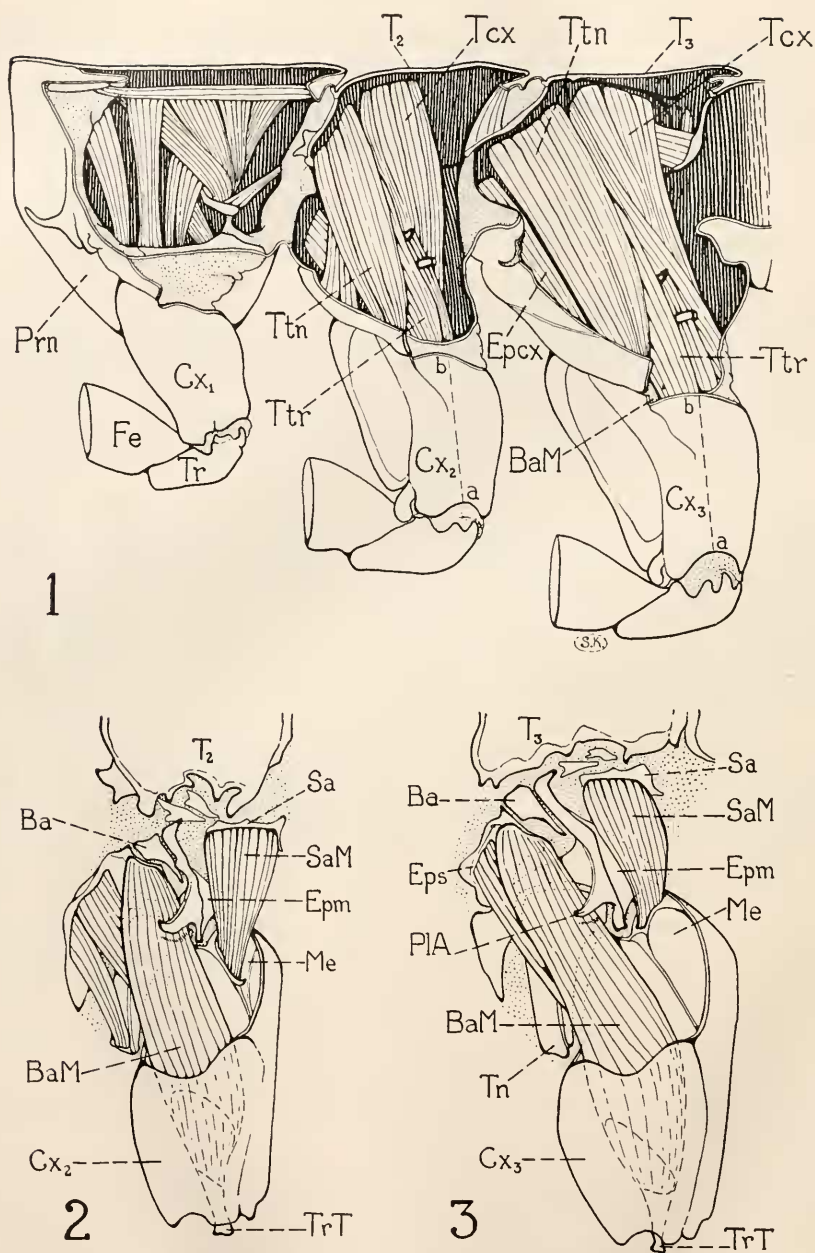 T₂ Tcx Ttn T₃ Tcx
Prn
Ttn
Epcx
Cx₁
Ttr
Ttr
b
b
Fe
Cx₂
BaM
Tr
Cx₃
a
a
1
S.K.
T₂
T₃
Sa
Sa
Ba
Ba
SaM
SaM
Eps
Epm
Epm
Me
Me
PlA
BaM
BaM
Tn
Cx₂
Cx₃
2
TrT
3
TrT